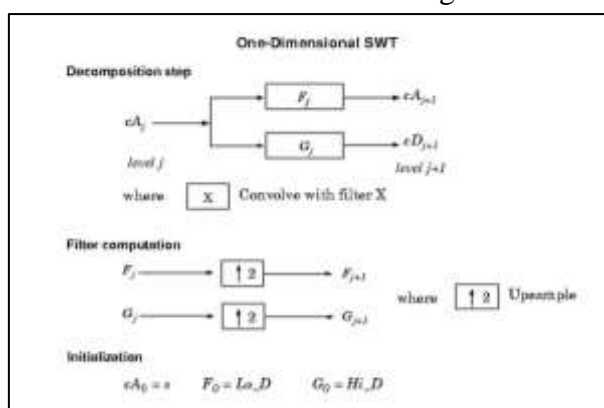 One-Dimensional SWT
Decomposition step
F_j cA_{j+1}
cA_j
G_j cD_{j+1}
level j level j+1
where X Convolve with filter X
Filter computation
F_j ↑ 2 F_{j+1}
where ↑ 2 Upsample
G_j ↑ 2 G_{j+1}
Initialization
cA_0 = s F_0 = Lo_D G_0 = Hi_D